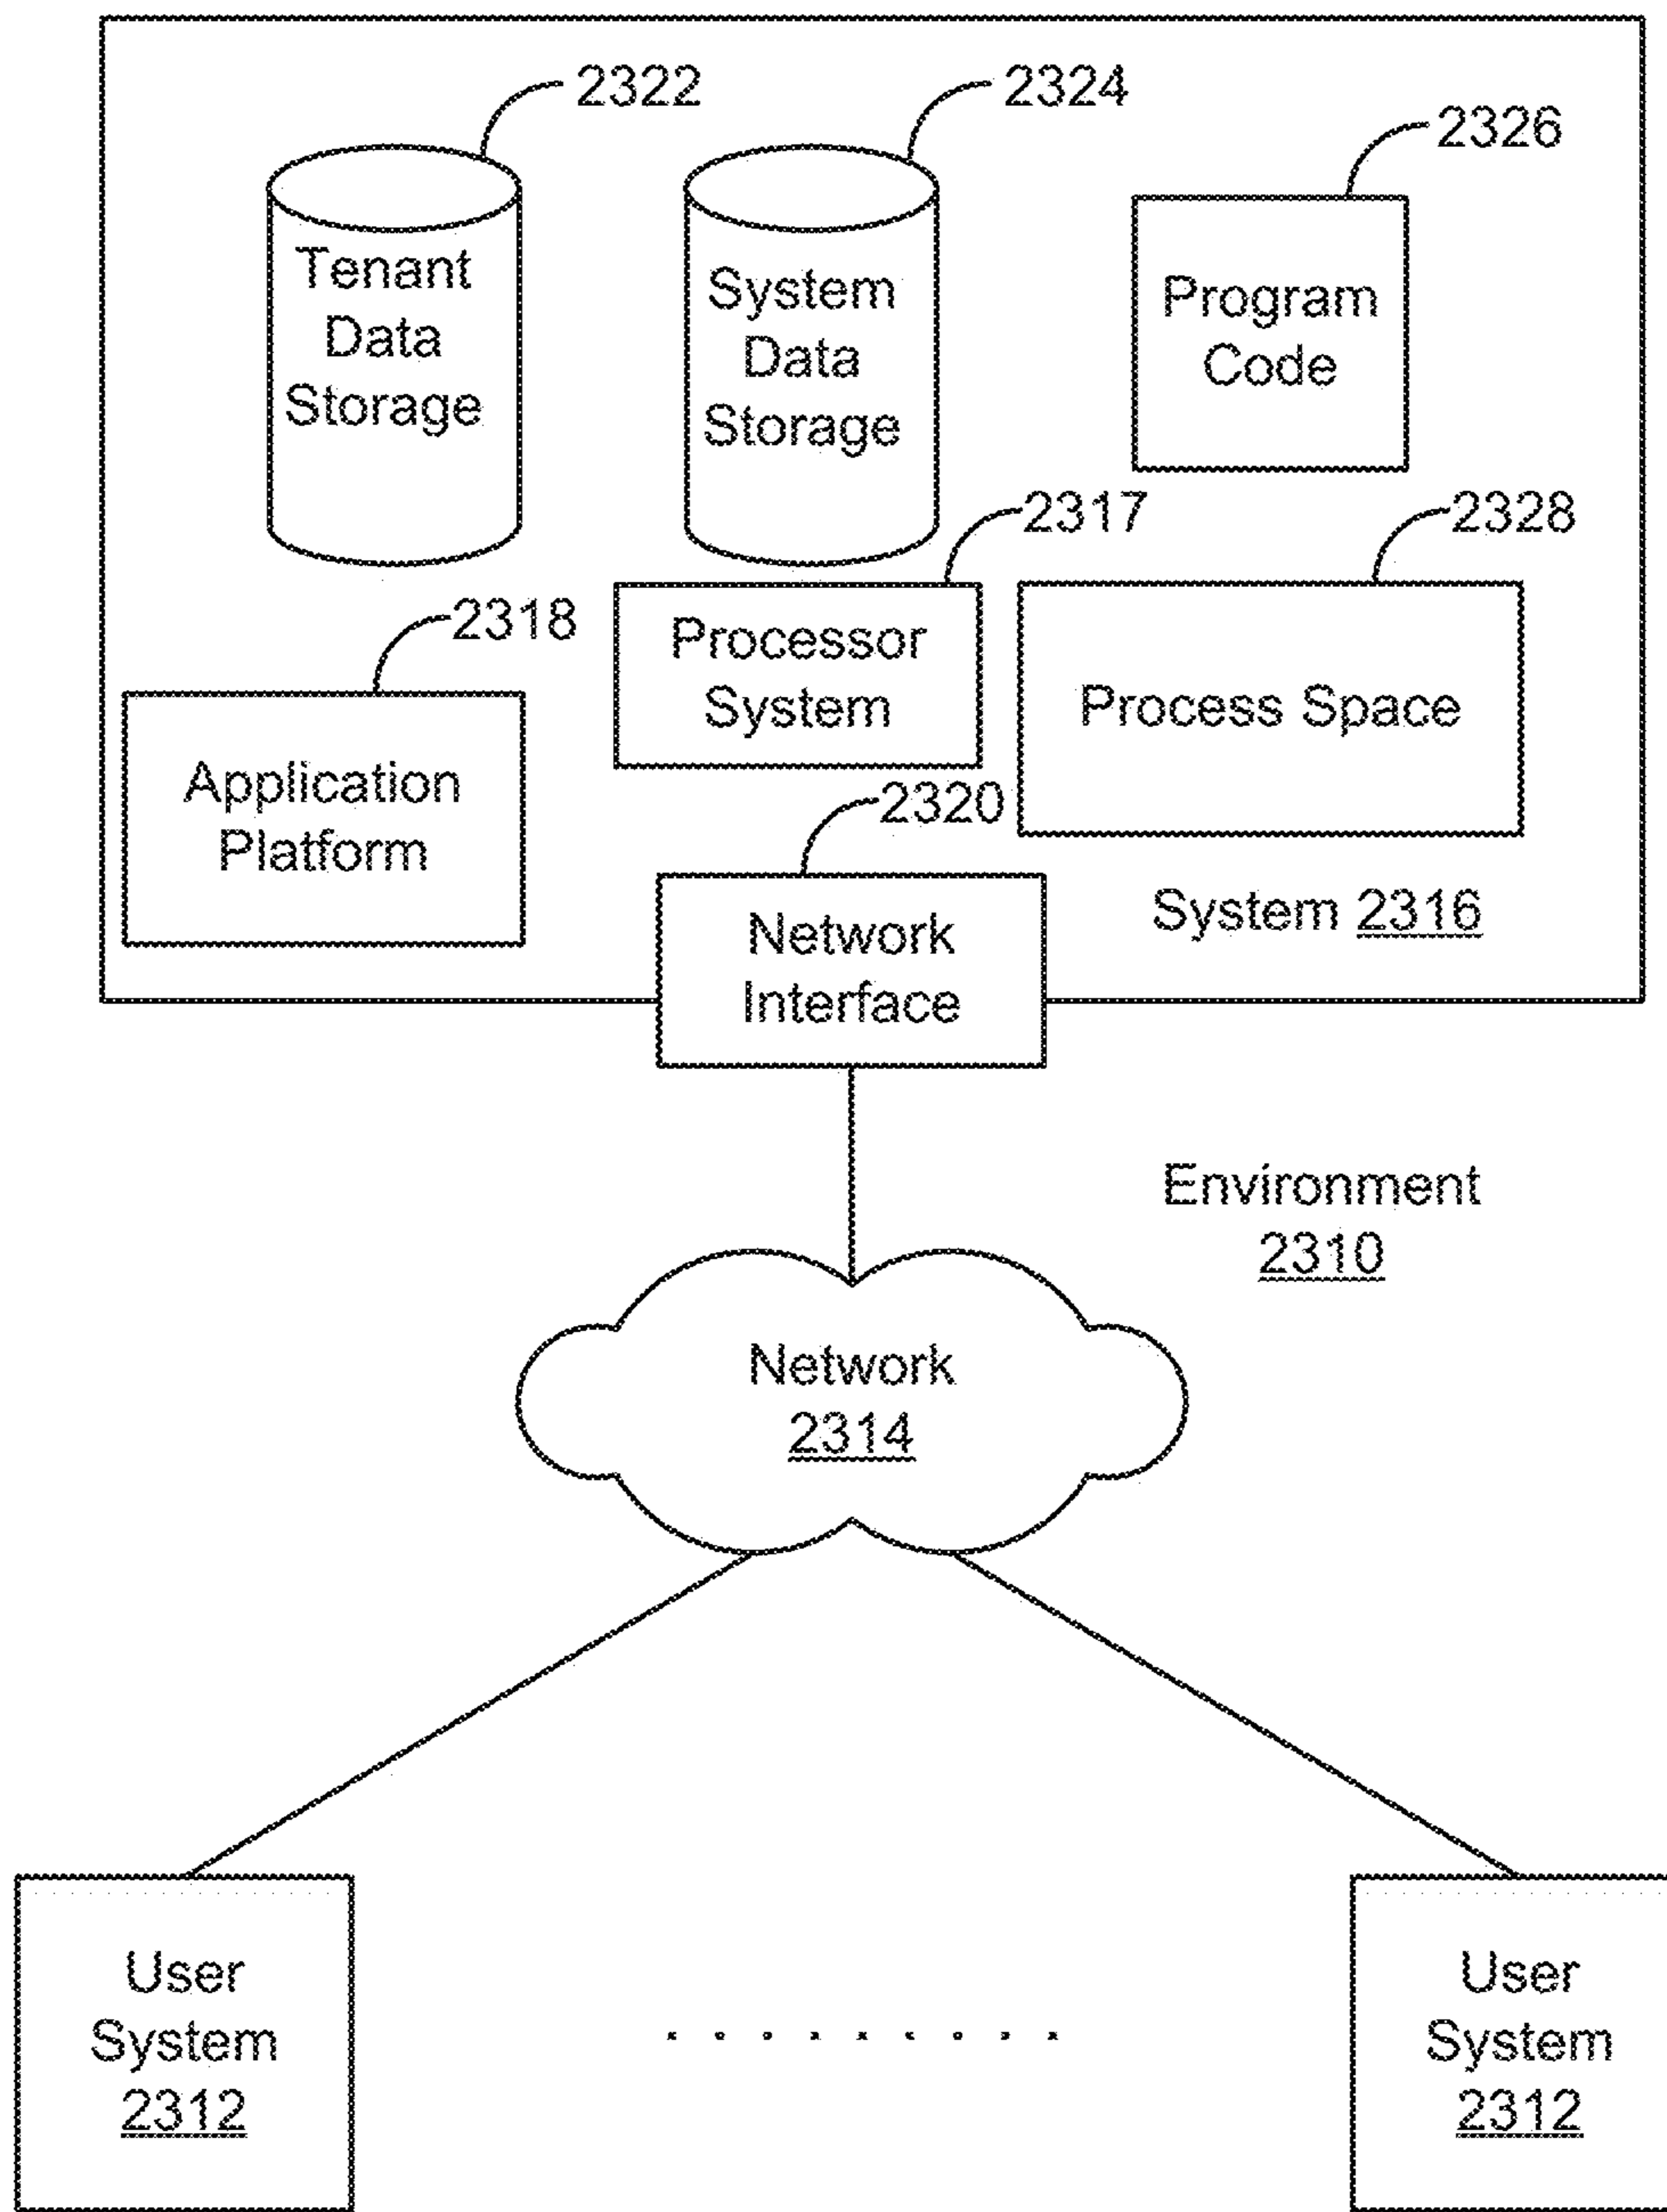 2322
2324
2326
Tenant
Data
Storage
System
Data
Storage
Program
Code
2317
2328
2318
Processor
System
Process Space
Application
Platform
2320
Network
Interface
System 2316
Environment
2310
Network
2314
User
System
2312
User
System
2312